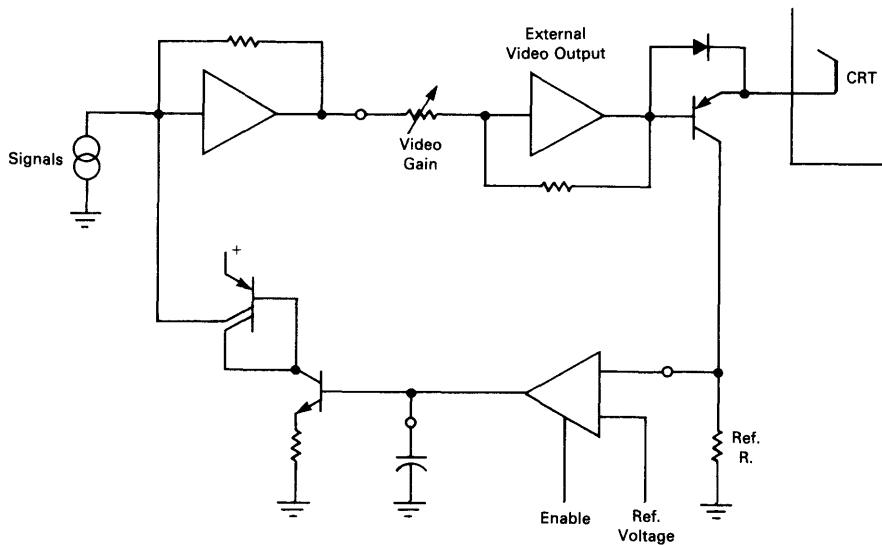 External
Video Output
CRT
Signals
Video
Gain
+
Ref.
R.
Enable
Ref.
Voltage